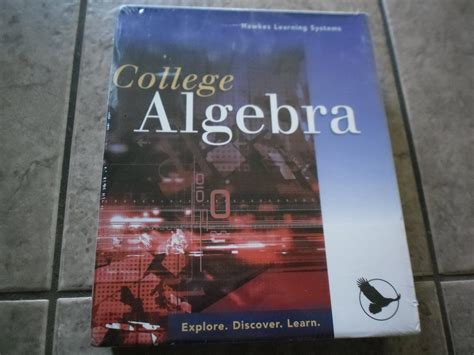 Hawkes Learning Systems
College
Algebra
Explore. Discover. Learn.